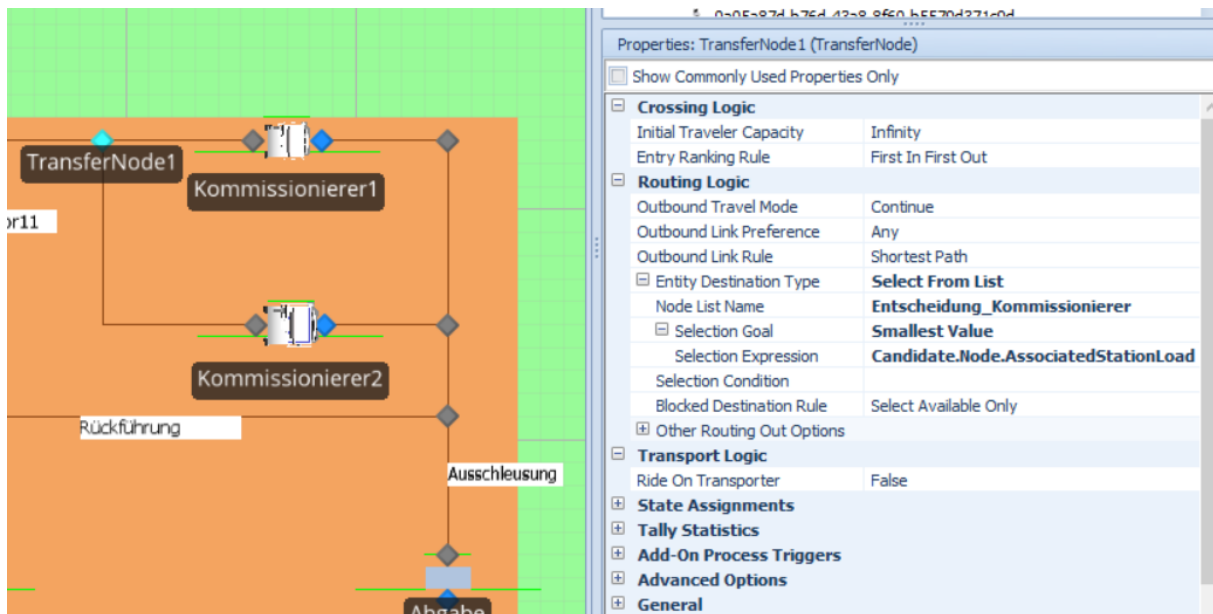 TransferNode1
Kommissionierer1
or11
Kommissionierer2
Rückführung
Ausschleusung
Abgabe
Properties: TransferNode1 (TransferNode)
Show Commonly Used Properties Only
Crossing Logic
Initial Traveler Capacity Infinity
Entry Ranking Rule First In First Out
Routing Logic
Outbound Travel Mode Continue
Outbound Link Preference Any
Outbound Link Rule Shortest Path
Entity Destination Type Select From List
Node List Name Entscheidung_Kommissionierer
Selection Goal Smallest Value
Selection Expression Candidate.Node.AssociatedStationLoad
Selection Condition
Blocked Destination Rule Select Available Only
Other Routing Out Options
Transport Logic
Ride On Transporter False
State Assignments
Tally Statistics
Add-On Process Triggers
Advanced Options
General